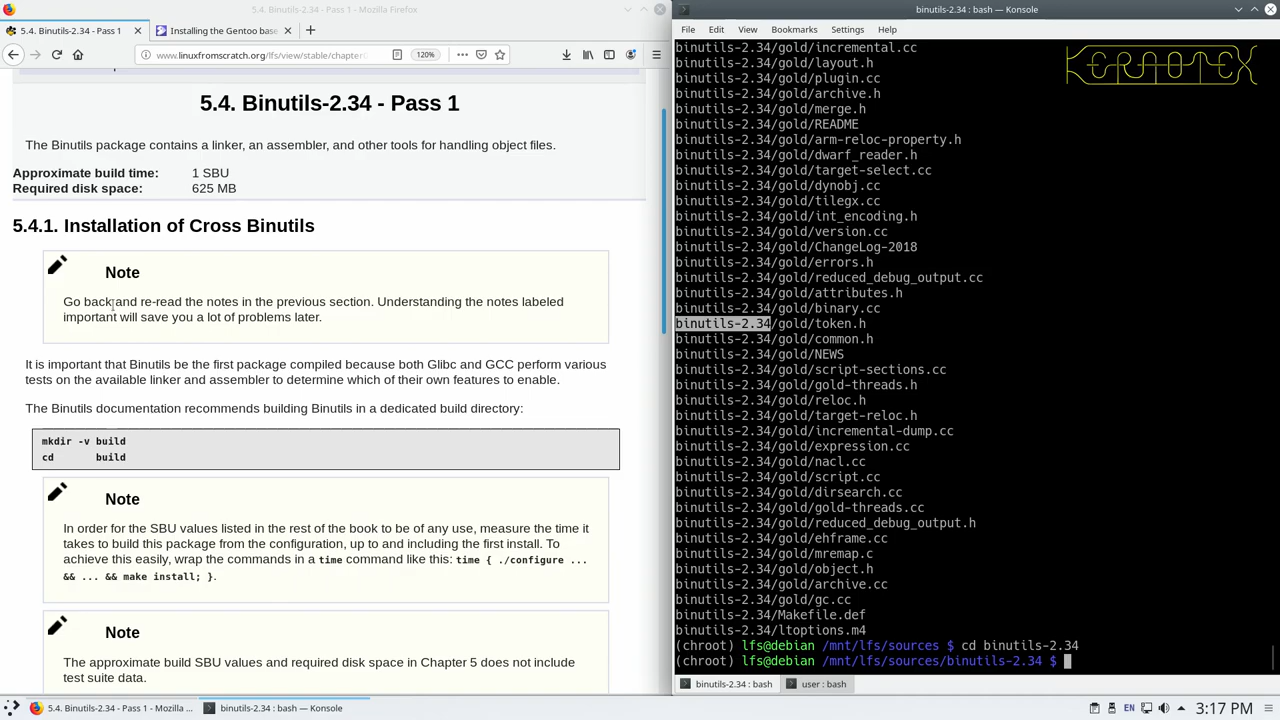 5.4. Binutils-2.34 - Pass 1 - Mozilla Firefox
5.4. Binutils-2.34 - Pass 1
Installing the Gentoo base
www.linuxfromscratch.org/lfs/view/stable/chapter
120%
5.4. Binutils-2.34 - Pass 1
The Binutils package contains a linker, an assembler, and other tools for handling object files.
Approximate build time: 1 SBU
Required disk space: 625 MB
5.4.1. Installation of Cross Binutils
Note
Go back and re-read the notes in the previous section. Understanding the notes labeled
important will save you a lot of problems later.
It is important that Binutils be the first package compiled because both Glibc and GCC perform various
tests on the available linker and assembler to determine which of their own features to enable.
The Binutils documentation recommends building Binutils in a dedicated build directory:
mkdir -v build
cd build
Note
In order for the SBU values listed in the rest of the book to be of any use, measure the time it
takes to build this package from the configuration, up to and including the first install. To
achieve this easily, wrap the commands in a time command like this: time { ./configure ...
&& ... && make install; }.
Note
The approximate build SBU values and required disk space in Chapter 5 does not include
test suite data.
binutils-2.34 : bash — Konsole
File Edit View Bookmarks Settings Help
KERNOTEX
binutils-2.34/gold/incremental.cc
binutils-2.34/gold/layout.h
binutils-2.34/gold/plugin.cc
binutils-2.34/gold/archive.h
binutils-2.34/gold/merge.h
binutils-2.34/gold/README
binutils-2.34/gold/arm-reloc-property.h
binutils-2.34/gold/dwarf_reader.h
binutils-2.34/gold/target-select.cc
binutils-2.34/gold/dynobj.cc
binutils-2.34/gold/tilegx.cc
binutils-2.34/gold/int_encoding.h
binutils-2.34/gold/version.cc
binutils-2.34/gold/ChangeLog-2018
binutils-2.34/gold/errors.h
binutils-2.34/gold/reduced_debug_output.cc
binutils-2.34/gold/attributes.h
binutils-2.34/gold/binary.cc
binutils-2.34/gold/token.h
binutils-2.34/gold/common.h
binutils-2.34/gold/NEWS
binutils-2.34/gold/script-sections.cc
binutils-2.34/gold/gold-threads.h
binutils-2.34/gold/reloc.h
binutils-2.34/gold/target-reloc.h
binutils-2.34/gold/incremental-dump.cc
binutils-2.34/gold/expression.cc
binutils-2.34/gold/nacl.cc
binutils-2.34/gold/script.cc
binutils-2.34/gold/dirsearch.cc
binutils-2.34/gold/gold-threads.cc
binutils-2.34/gold/reduced_debug_output.h
binutils-2.34/gold/ehframe.cc
binutils-2.34/gold/mremap.c
binutils-2.34/gold/object.h
binutils-2.34/gold/archive.cc
binutils-2.34/gold/gc.cc
binutils-2.34/Makefile.def
binutils-2.34/ltoptions.m4
(chroot) lfs@debian /mnt/lfs/sources $ cd binutils-2.34
(chroot) lfs@debian /mnt/lfs/sources/binutils-2.34 $
binutils-2.34 : bash
user : bash
5.4. Binutils-2.34 - Pass 1 - Mozilla ...
binutils-2.34 : bash — Konsole
EN
3:17 PM